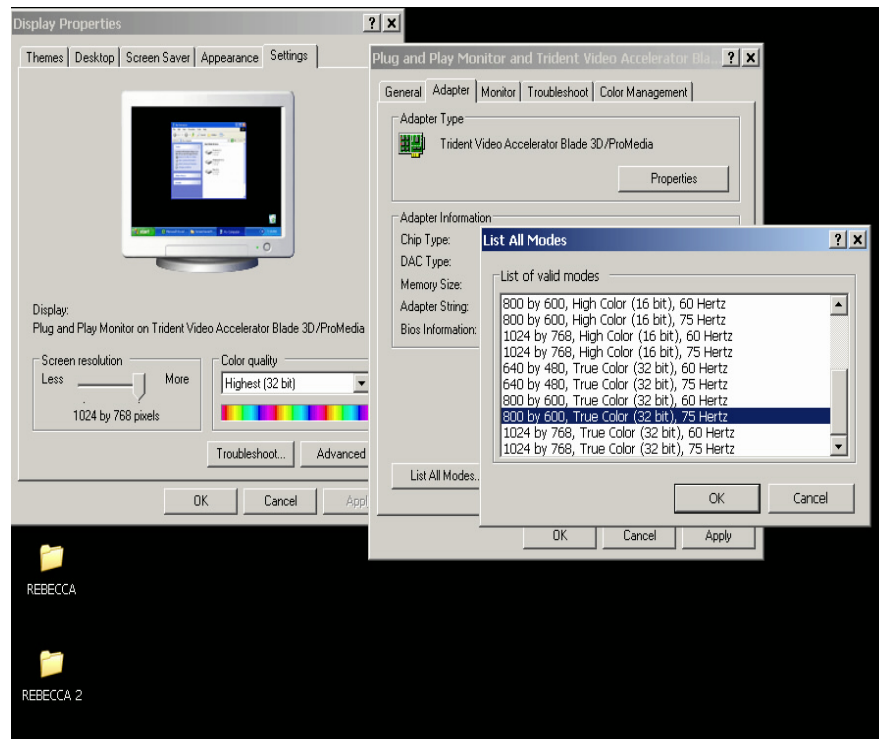 Display Properties
Themes
Desktop
Screen Saver
Appearance
Settings
Display:
Plug and Play Monitor on Trident Video Accelerator Blade 3D/ProMedia
Screen resolution
Less
More
1024 by 768 pixels
Color quality
Highest (32 bit)
Troubleshoot...
Advanced
OK
Cancel
Appl
Plug and Play Monitor and Trident Video Accelerator Bla...
General
Adapter
Monitor
Troubleshoot
Color Management
Adapter Type
Trident Video Accelerator Blade 3D/ProMedia
Properties
Adapter Information
Chip Type:
DAC Type:
Memory Size:
Adapter String:
Bios Information:
List All Modes..
OK
Cancel
Apply
List All Modes
List of valid modes
800 by 600, High Color (16 bit), 60 Hertz
800 by 600, High Color (16 bit), 75 Hertz
1024 by 768, High Color (16 bit), 60 Hertz
1024 by 768, High Color (16 bit), 75 Hertz
640 by 480, True Color (32 bit), 60 Hertz
640 by 480, True Color (32 bit), 75 Hertz
800 by 600, True Color (32 bit), 60 Hertz
800 by 600, True Color (32 bit), 75 Hertz
1024 by 768, True Color (32 bit), 60 Hertz
1024 by 768, True Color (32 bit), 75 Hertz
OK
Cancel
REBECCA
REBECCA 2